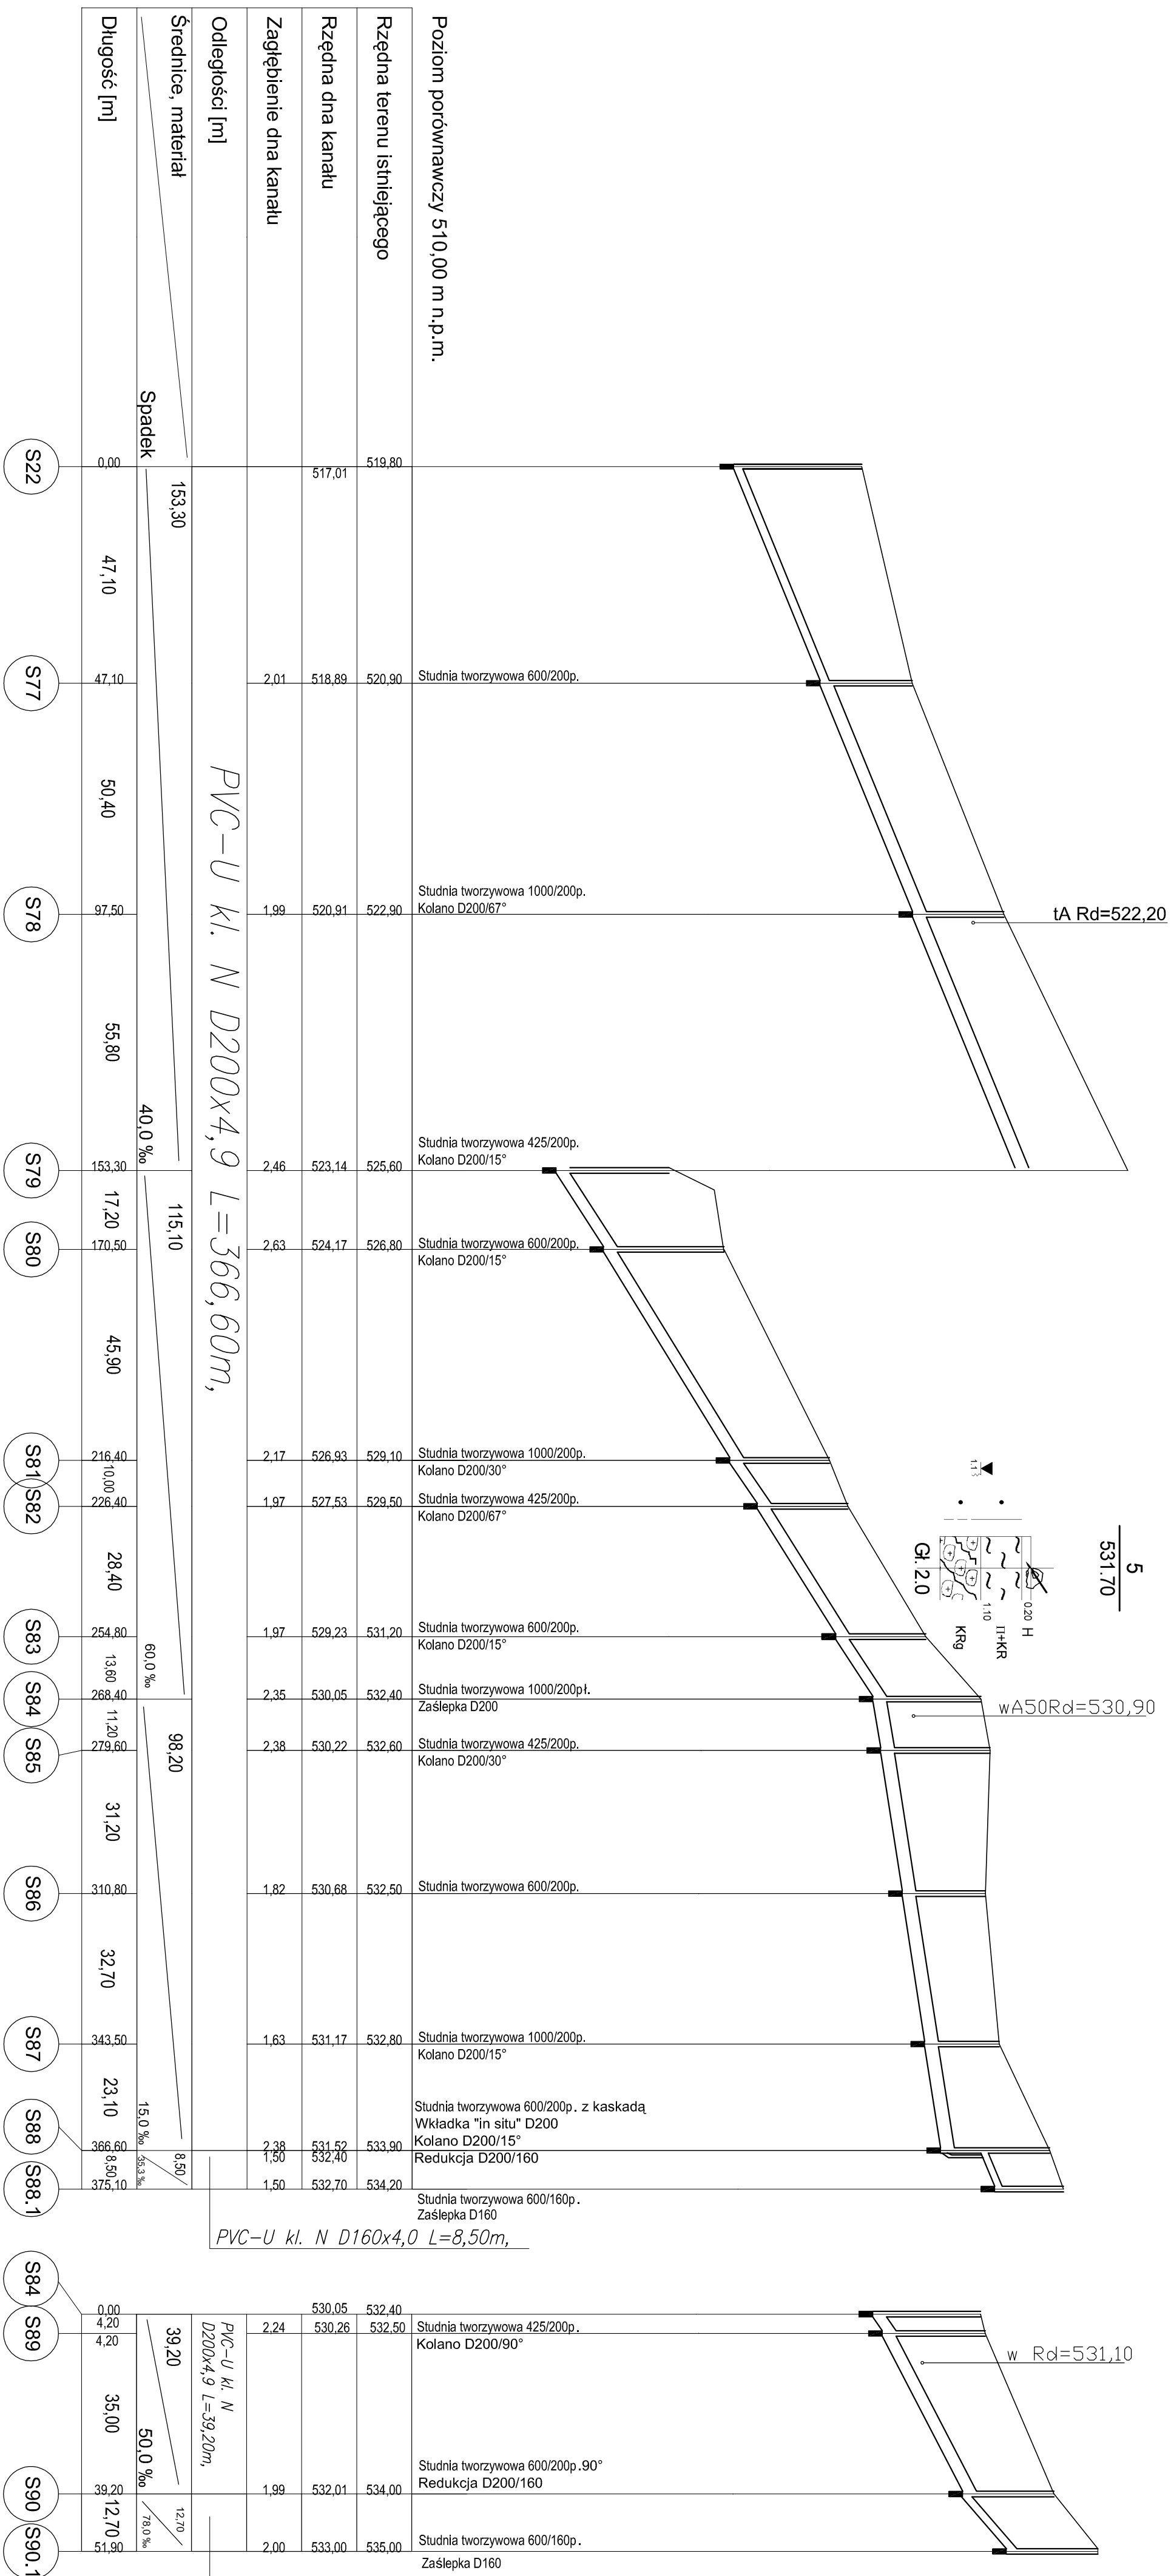 Poziom porównawczy 510,00 m n.p.m.
Rzędna terenu istniejącego
519,80
520,90
522,90
525,60
526,80
529,10
529,50
531,20
532,40
532,60
532,50
532,80
533,90
534,20
532,40
532,50
534,00
535,00
Rzędna dna kanału
517,01
518,89
520,91
523,14
524,17
526,93
527,53
529,23
530,05
530,22
530,68
531,17
531,52
532,40
532,70
530,05
530,26
532,01
533,00
Zagłębienie dna kanału
2,01
1,99
2,46
2,63
2,17
1,97
1,97
2,35
2,38
1,82
1,63
2,38
1,50
1,50
2,24
1,99
2,00
Odległości [m]
PVC-U kl. N D200x4,9 L=366,60m,
PVC-U kl. N D160x4,0 L=8,50m,
PVC-U kl. N
D200x4,9 L=39,20m,
Średnice, materiał
Spadek
153,30
40,0 ‰
115,10
60,0 ‰
98,20
15,0 ‰
8,50
35,3 ‰
39,20
50,0 ‰
12,70
78,0 ‰
Długość [m]
0,00
47,10
47,10
50,40
97,50
55,80
153,30
17,20
170,50
45,90
216,40
10,00
226,40
28,40
254,80
13,60
268,40
11,20
279,60
31,20
310,80
32,70
343,50
23,10
366,60
8,50
375,10
0,00
4,20
4,20
35,00
39,20
12,70
51,90
S22
S77
S78
S79
S80
S81
S82
S83
S84
S85
S86
S87
S88
S88.1
S84
S89
S90
S90.1
Studnia tworzywowa 600/200p.
Studnia tworzywowa 1000/200p.
Kolano D200/67°
Studnia tworzywowa 425/200p.
Kolano D200/15°
Studnia tworzywowa 600/200p.
Kolano D200/15°
Studnia tworzywowa 1000/200p.
Kolano D200/30°
Studnia tworzywowa 425/200p.
Kolano D200/67°
Studnia tworzywowa 600/200p.
Kolano D200/15°
Studnia tworzywowa 1000/200pł.
Zaślepka D200
Studnia tworzywowa 425/200p.
Kolano D200/30°
Studnia tworzywowa 600/200p.
Studnia tworzywowa 1000/200p.
Kolano D200/15°
Studnia tworzywowa 600/200p. z kaskadą
Wkładka "in situ" D200
Kolano D200/15°
Redukcja D200/160
Studnia tworzywowa 600/160p.
Zaślepka D160
Studnia tworzywowa 425/200p.
Kolano D200/90°
Studnia tworzywowa 600/200p.90°
Redukcja D200/160
Studnia tworzywowa 600/160p.
Zaślepka D160
tA Rd=522,20
5
531.70
0.20 H
Π+KR
1.10
KRg
Gł. 2.0
1.1
wA50Rd=530,90
w Rd=531,10